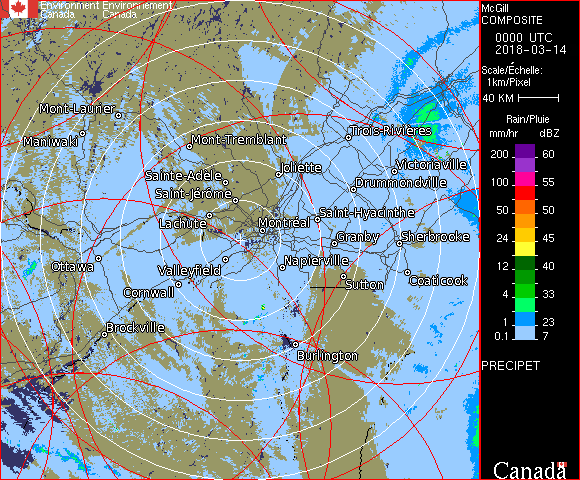 Environment Environnement
Canada Canada
McGill
COMPOSITE
0000 UTC
2018-03-14
Scale/Échelle:
1km/Pixel
40 KM
Rain/Pluie
mm/hr dBZ
200 60
150 57
100 55
50 50
24 45
12 40
4 33
1 23
0.1 7
PRECIPET
Canada
Mont-Laurier
Maniwaki
Mont-Tremblant
Trois-Rivières
Joliette
Victoriaville
Sainte-Adèle
Drummondville
Saint-Jérôme
Saint-Hyacinthe
Lachute
Montréal
Granby
Sherbrooke
Ottawa
Valleyfield
Napierville
Sutton
Coaticook
Cornwall
Brockville
Burlington